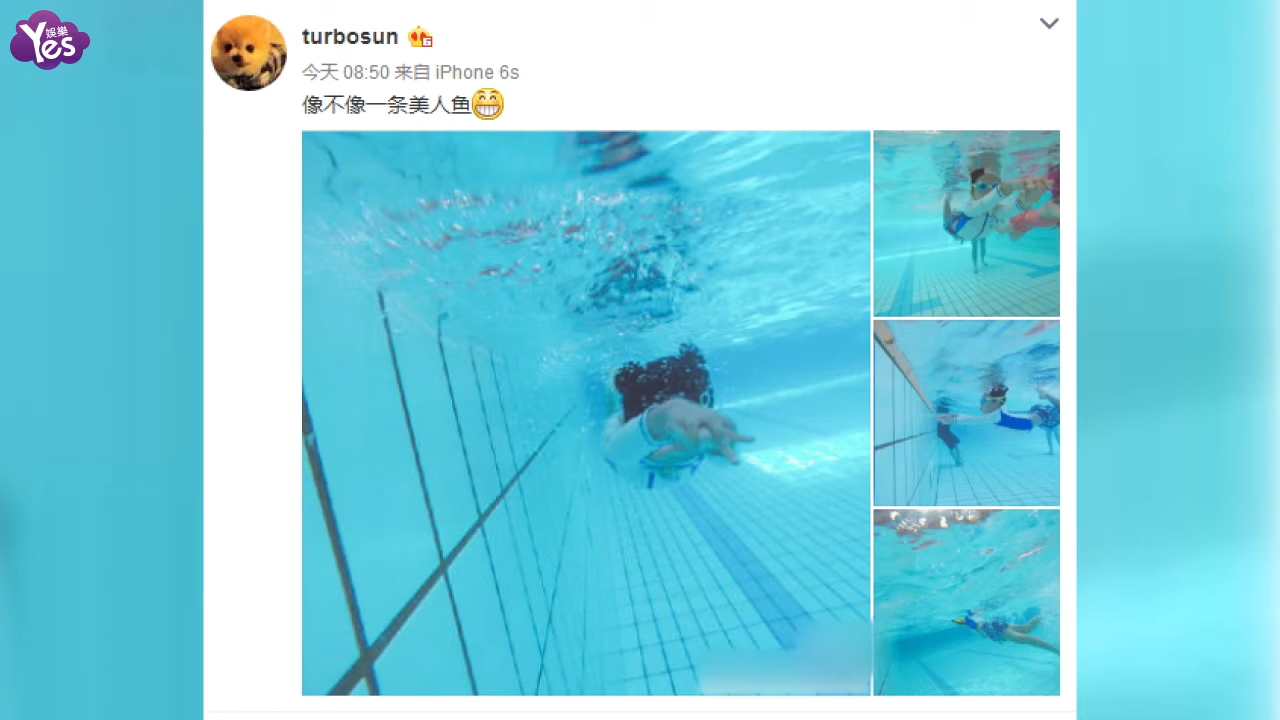 娛樂
Yes
turbosun
今天 08:50 来自 iPhone 6s
像不像一条美人鱼